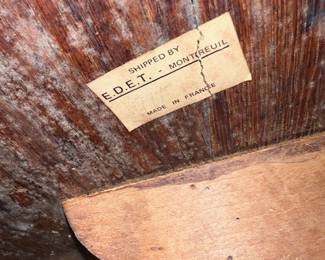 SHIPPED BY
E.D.E.T. - MONTREUIL
MADE IN FRANCE